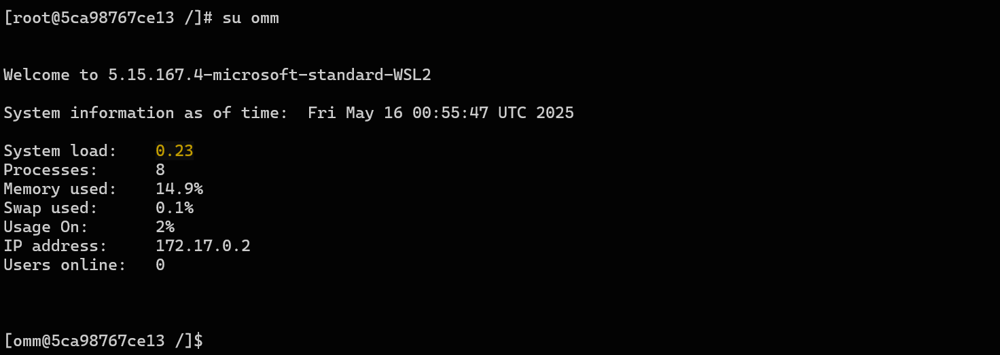 [root@5ca98767ce13 /]# su omm
Welcome to 5.15.167.4-microsoft-standard-WSL2
System information as of time:  Fri May 16 00:55:47 UTC 2025
System load:    0.23
Processes:      8
Memory used:    14.9%
Swap used:      0.1%
Usage On:       2%
IP address:     172.17.0.2
Users online:   0
[omm@5ca98767ce13 /]$